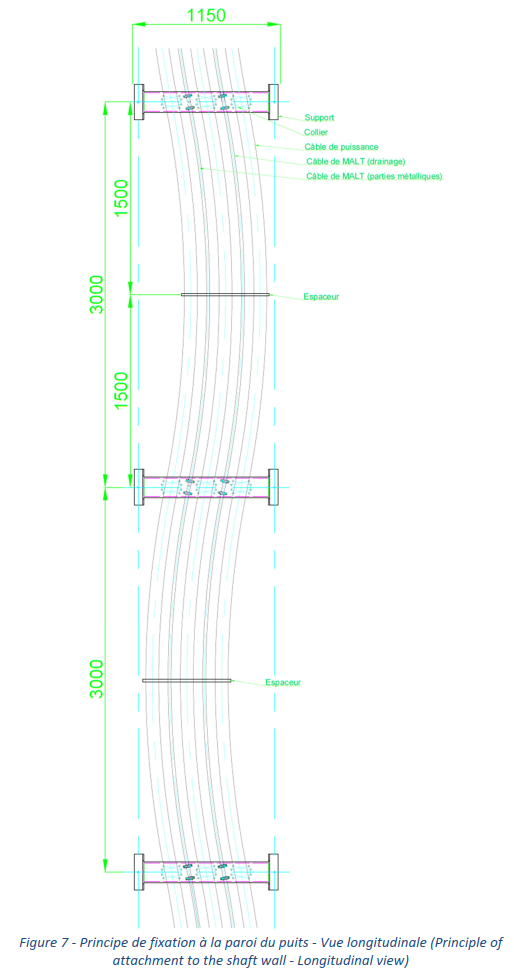 1150
Support
Collier
Câble de puissance
Câble de MALT (drainage)
Câble de MALT (parties métalliques)
1500
3000
Espaceur
1500
3000
Espaceur
Figure 7 - Principe de fixation à la paroi du puits - Vue longitudinale (Principle of
attachment to the shaft wall - Longitudinal view)